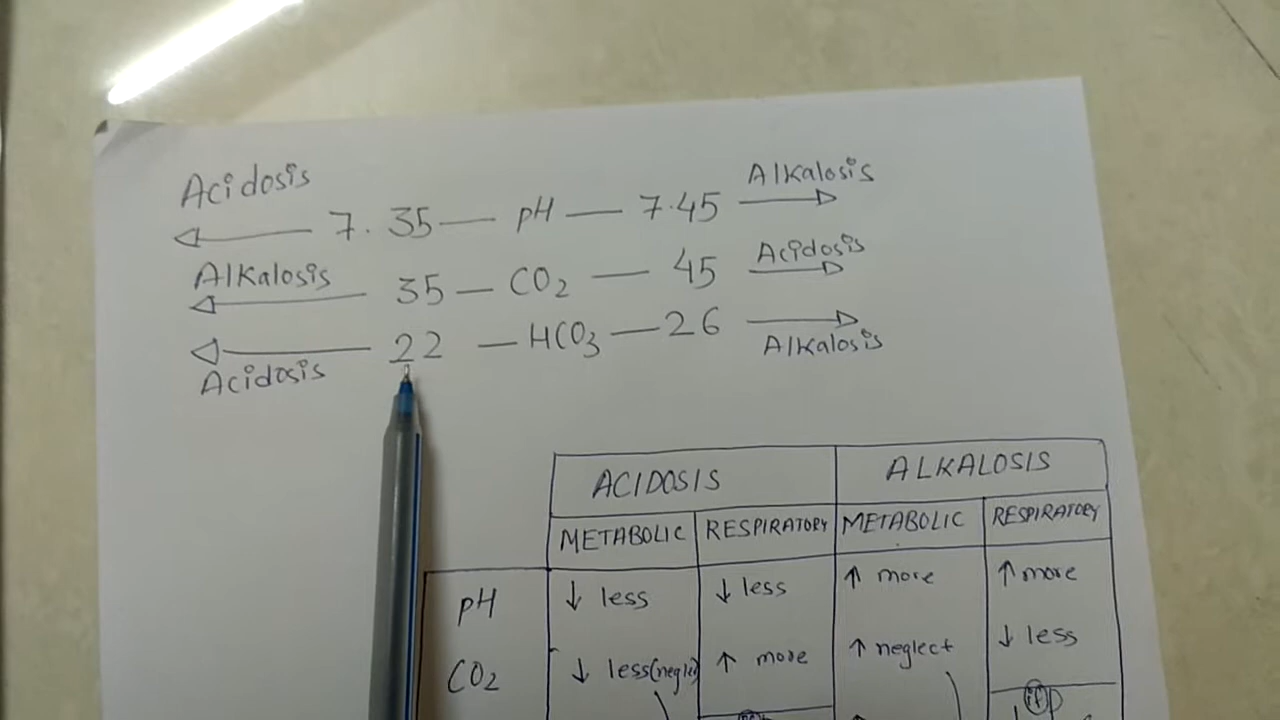 Acidosis 7.35 — pH — 7.45 Alkalosis
Alkalosis 35 — CO₂ — 45 Acidosis
Acidosis 22 — HCO₃ — 26 Alkalosis
ACIDOSIS ALKALOSIS
METABOLIC RESPIRATORY METABOLIC RESPIRATORY
pH ↓ less ↓ less ↑ more ↑ more
CO₂ ↓ less ↑ more ↑ neglect ↓ less